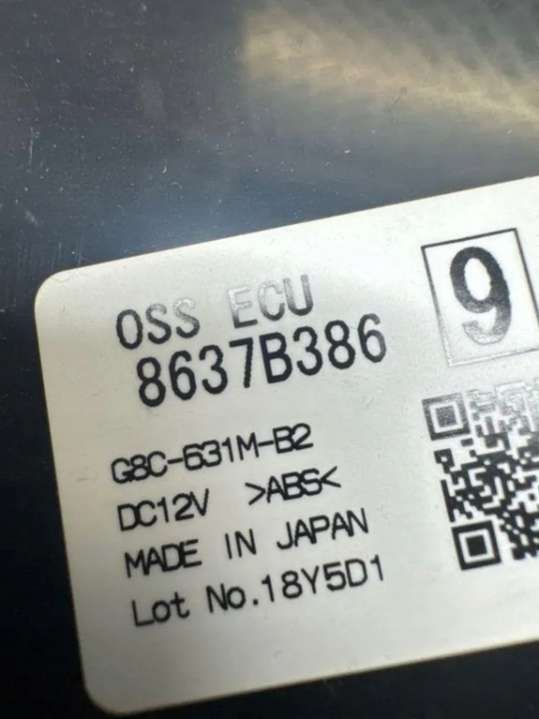 OSS ECU
9
8637B386
G8C-631M-B2
DC12V >ABS<
MADE IN JAPAN
Lot No.18Y5D1